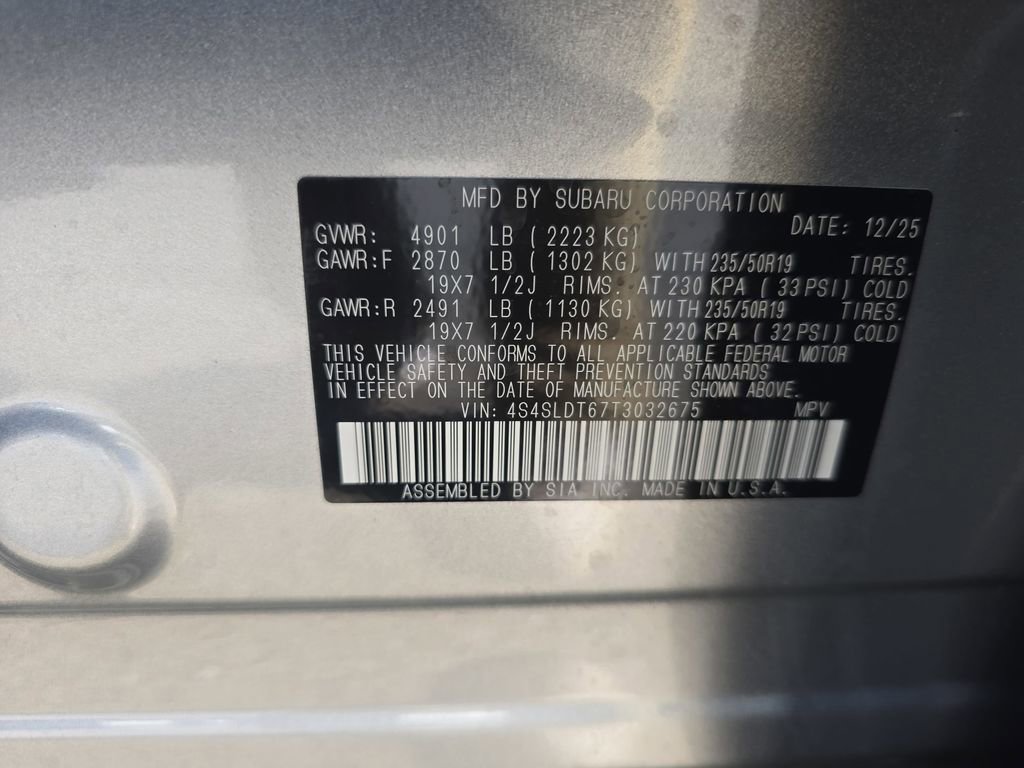 MFD BY SUBARU CORPORATION
DATE: 12/25
GVWR: 4901 LB ( 2223 KG)
GAWR:F 2870 LB ( 1302 KG) WITH 235/50R19 TIRES.
19X7 1/2J RIMS. AT 230 KPA ( 33 PSI) COLD
GAWR:R 2491 LB ( 1130 KG) WITH 235/50R19 TIRES.
19X7 1/2J RIMS. AT 220 KPA ( 32 PSI) COLD
THIS VEHICLE CONFORMS TO ALL APPLICABLE FEDERAL MOTOR
VEHICLE SAFETY AND THEFT PREVENTION STANDARDS
IN EFFECT ON THE DATE OF MANUFACTURE SHOWN ABOVE.
VIN: 4S4SLDT67T3032675 MPV
ASSEMBLED BY SIA INC. MADE IN U.S.A.